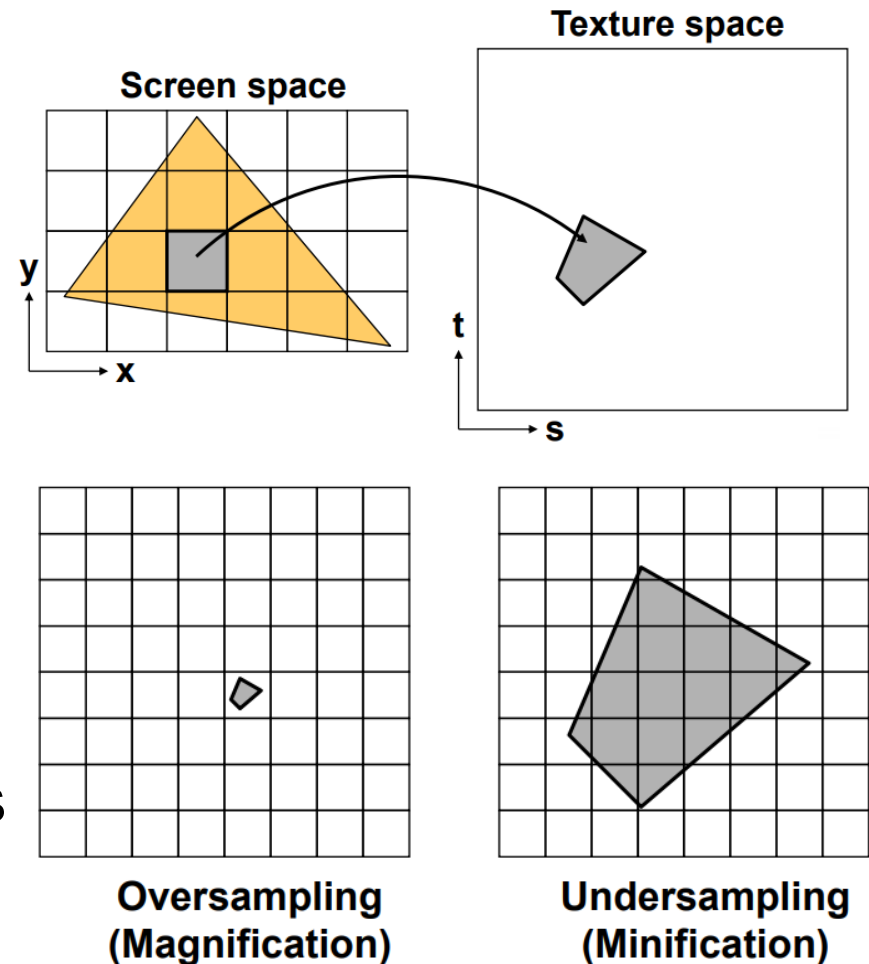 Texture space
Screen space
y
x
t
s
s
Oversampling
(Magnification)
Undersampling
(Minification)